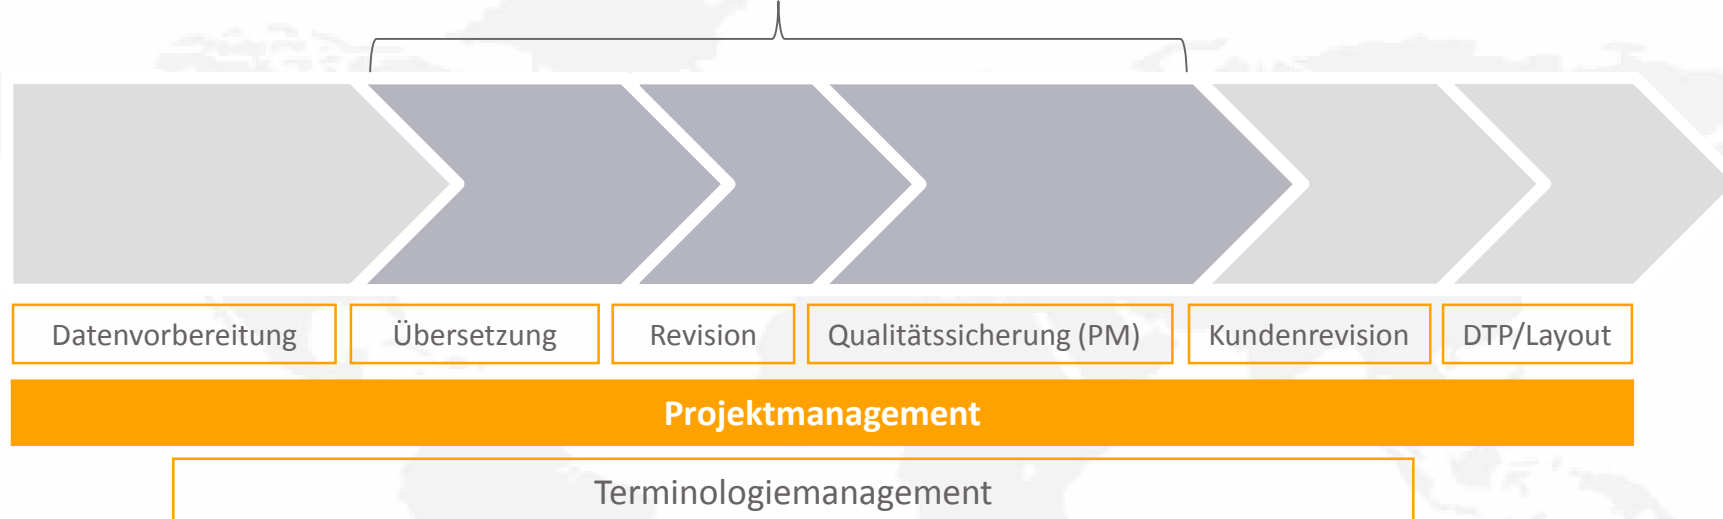 Datenvorbereitung
Übersetzung
Revision
Qualitätssicherung (PM)
Kundenrevision
DTP/Layout
Projektmanagement
Terminologiemanagement